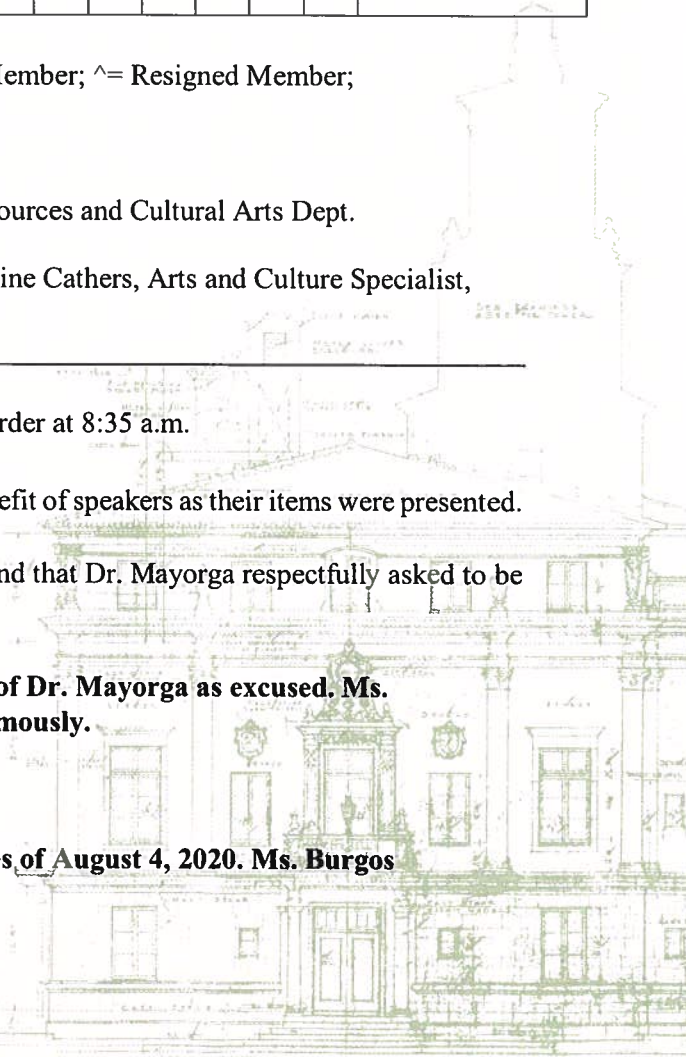 ember; ^= Resigned Member;
ources and Cultural Arts Dept.
ine Cathers, Arts and Culture Specialist,
rder at 8:35 a.m.
efit of speakers as their items were presented.
nd that Dr. Mayorga respectfully asked to be
of Dr. Mayorga as excused. Ms.
mously.
s of August 4, 2020. Ms. Burgos